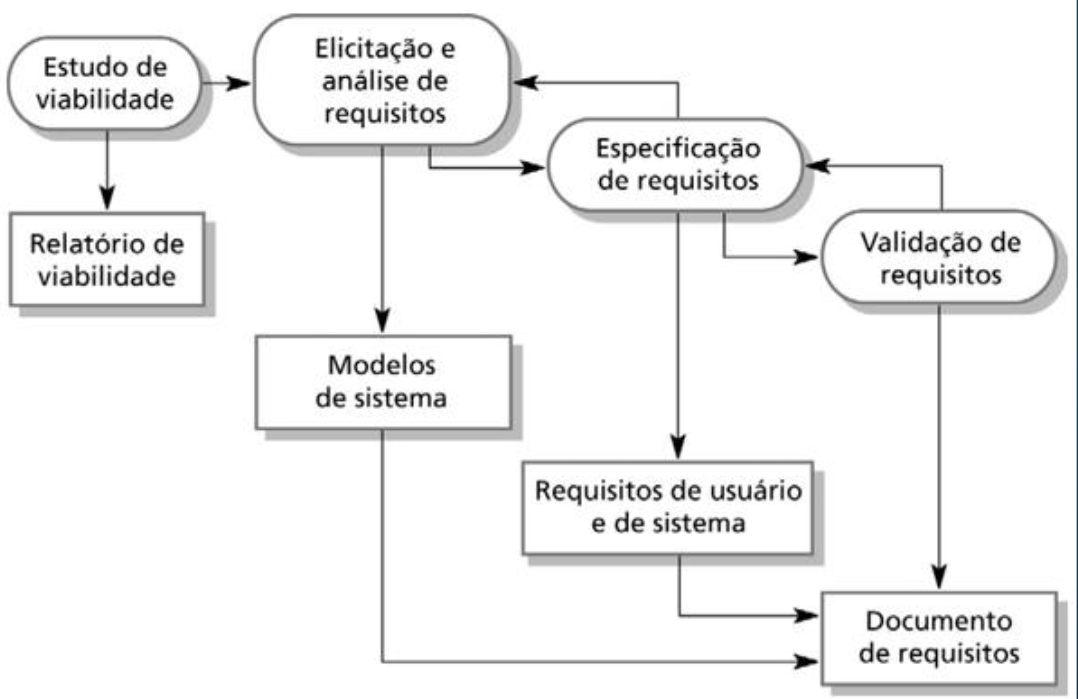 Estudo de
viabilidade
Elicitação e
análise de
requisitos
Especificação
de requisitos
Validação de
requisitos
Relatório de
viabilidade
Modelos
de sistema
Requisitos de usuário
e de sistema
Documento
de requisitos